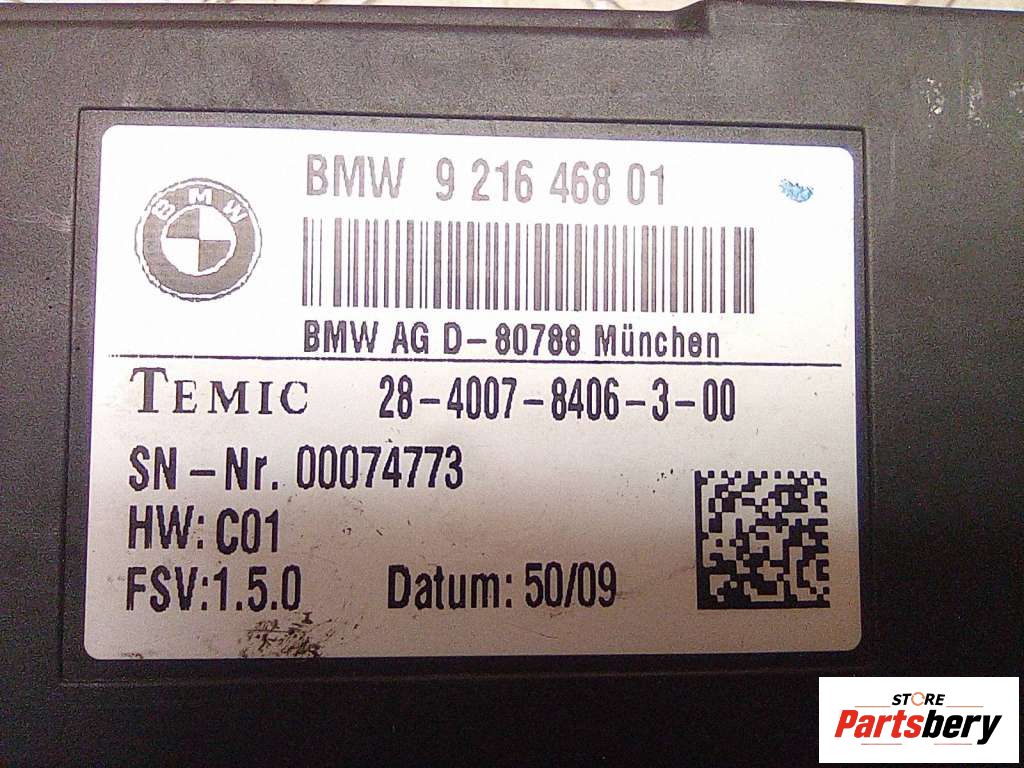 BMW 9 216 468 01
BMW
BMW AG D-80788 München
TEMIC 28-4007-8406-3-00
SN-Nr. 00074773
HW: C01
FSV:1.5.0 Datum: 50/09
STORE
Partsbery